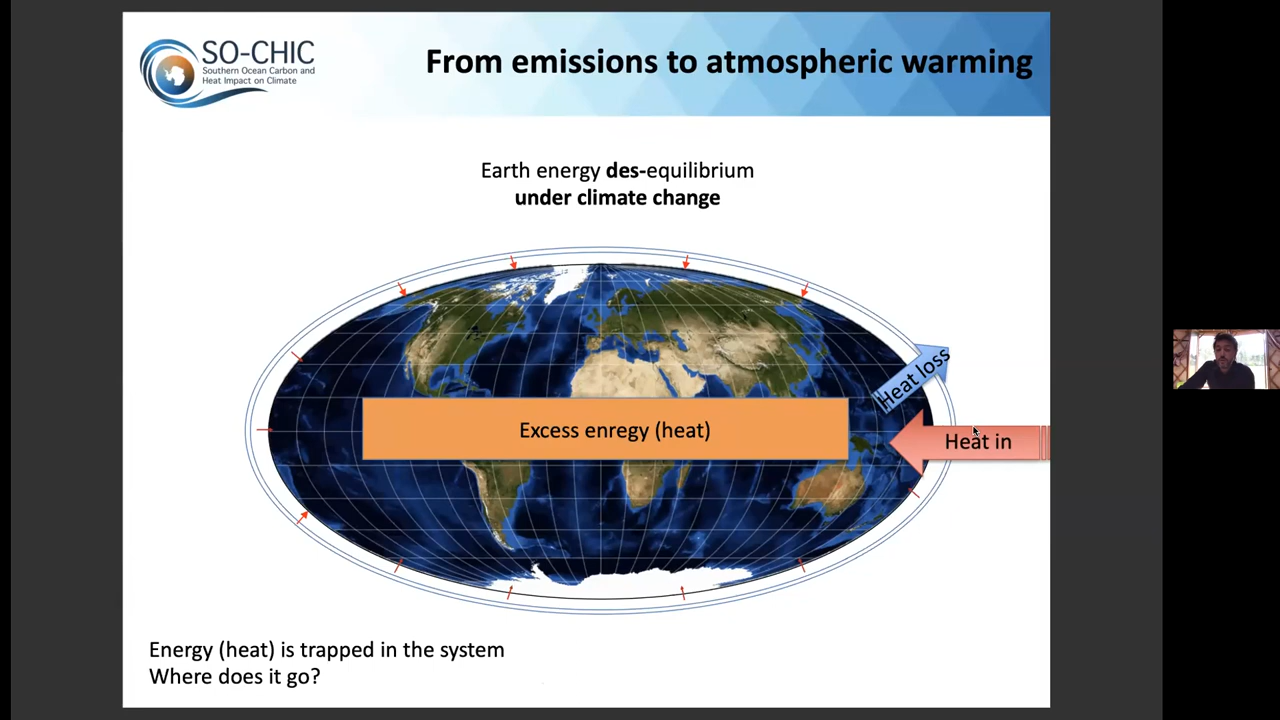 SO-CHIC
Southern Ocean Carbon and
Heat Impact on Climate
From emissions to atmospheric warming
Earth energy des-equilibrium
under climate change
Heat loss
Excess enregy (heat)
Heat in
Energy (heat) is trapped in the system
Where does it go?